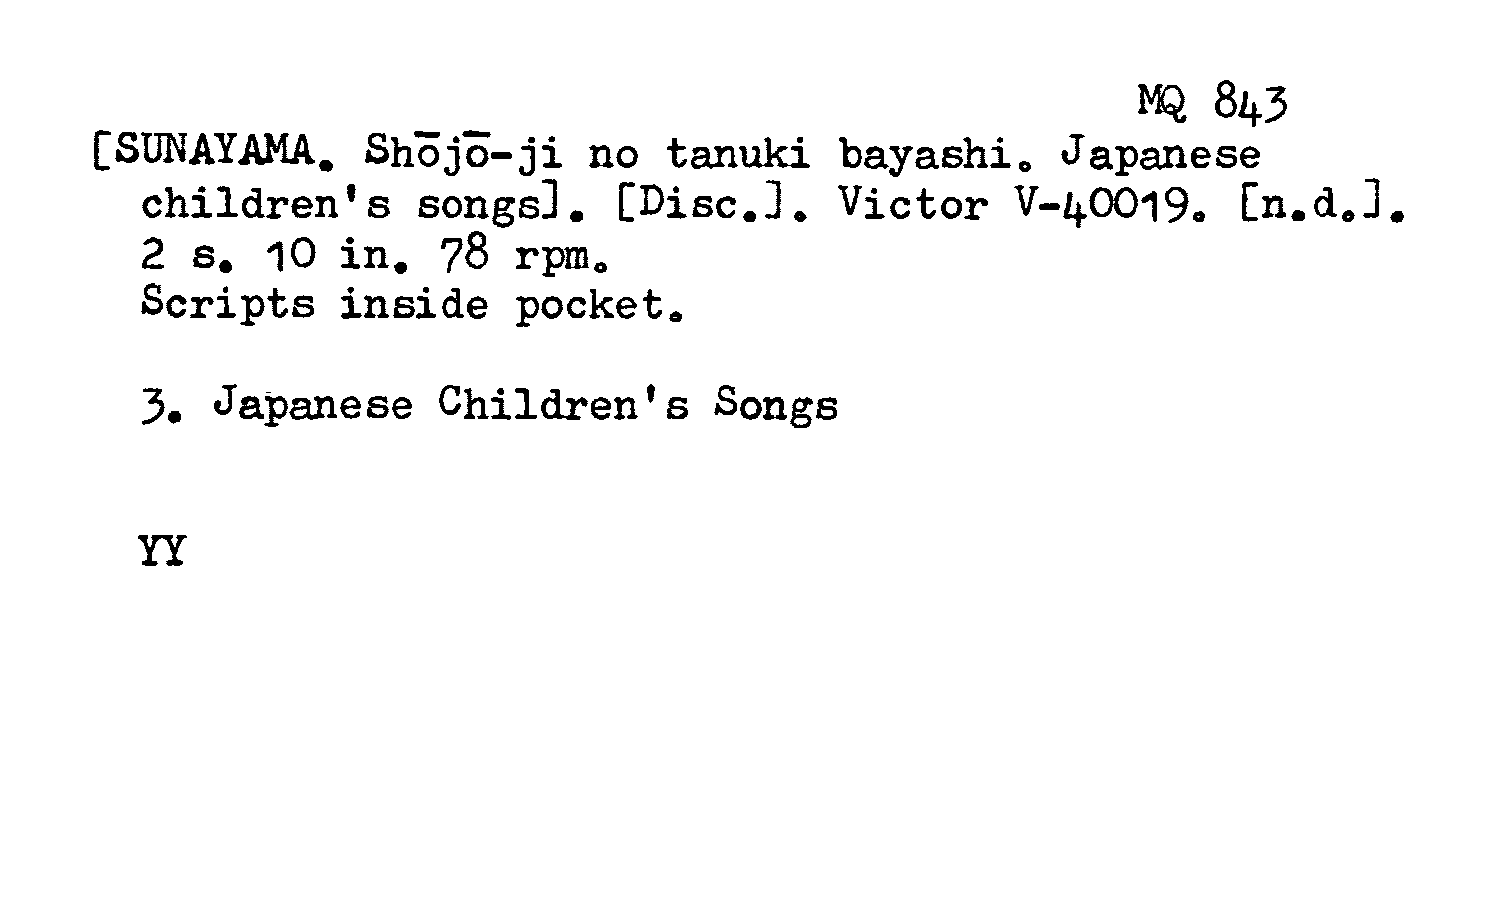 MQ 843
[SUNAYAMA. Shōjō-ji no tanuki bayashi. Japanese
children's songs]. [Disc.]. Victor V-40019. [n.d.].
2 s. 10 in. 78 rpm.
Scripts inside pocket.
3. Japanese Children's Songs
YY